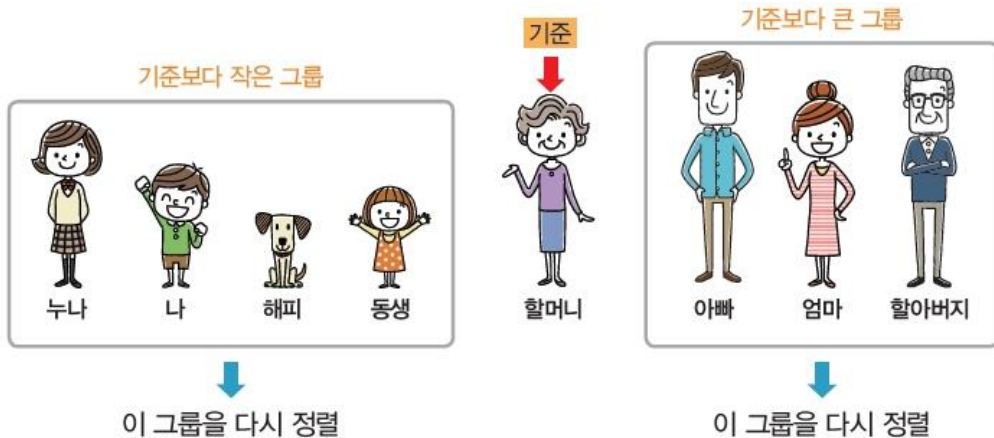 기준보다 작은 그룹
누나
나
해피
동생
이 그룹을 다시 정렬
기준
할머니
기준보다 큰 그룹
아빠
엄마
할아버지
이 그룹을 다시 정렬